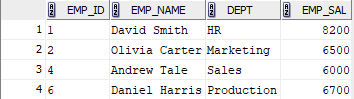 EMP_ID EMP_NAME DEPT EMP_SAL
1 1 David Smith HR 8200
2 2 Olivia Carter Marketing 6500
3 4 Andrew Tale Sales 6000
4 6 Daniel Harris Production 6700